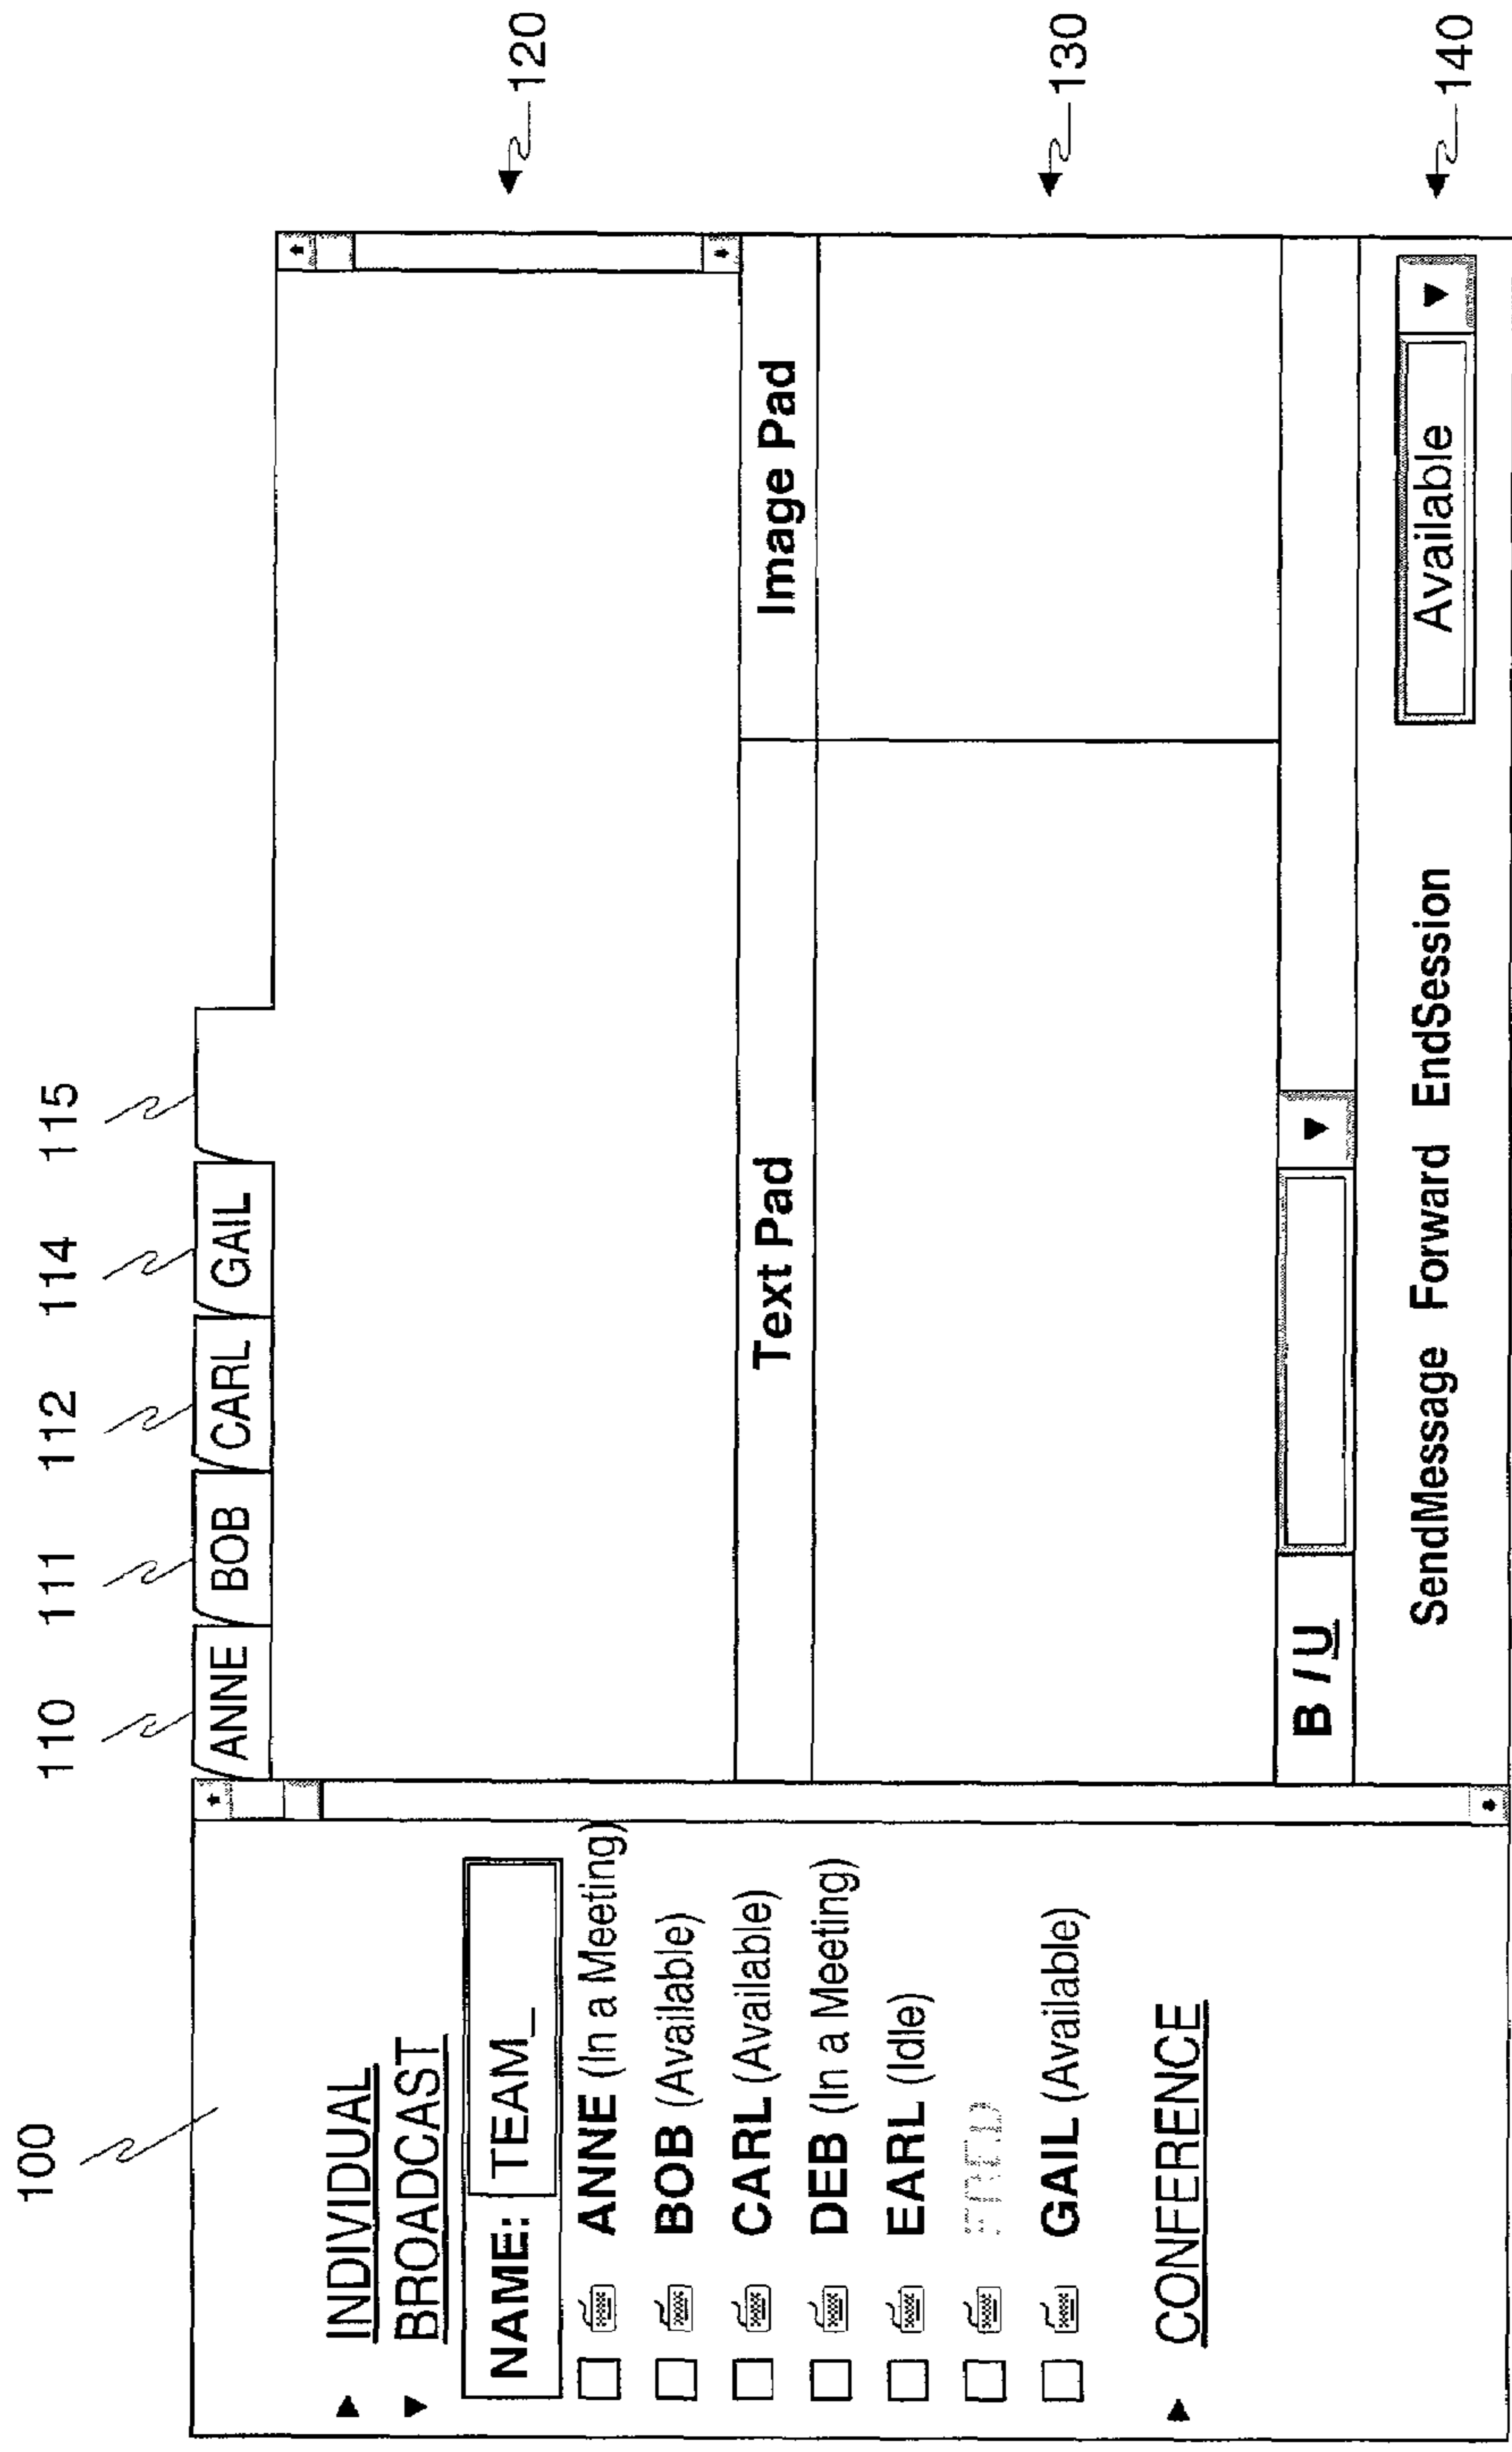 100
110 111 112 114 115
ANNE BOB CARL GAIL
INDIVIDUAL
BROADCAST
NAME: TEAM_
ANNE (In a Meeting)
BOB (Available)
CARL (Available)
DEB (In a Meeting)
EARL (Idle)
FRED
GAIL (Available)
CONFERENCE
120
Text Pad Image Pad
130
B I U
SendMessage Forward EndSession Available
140